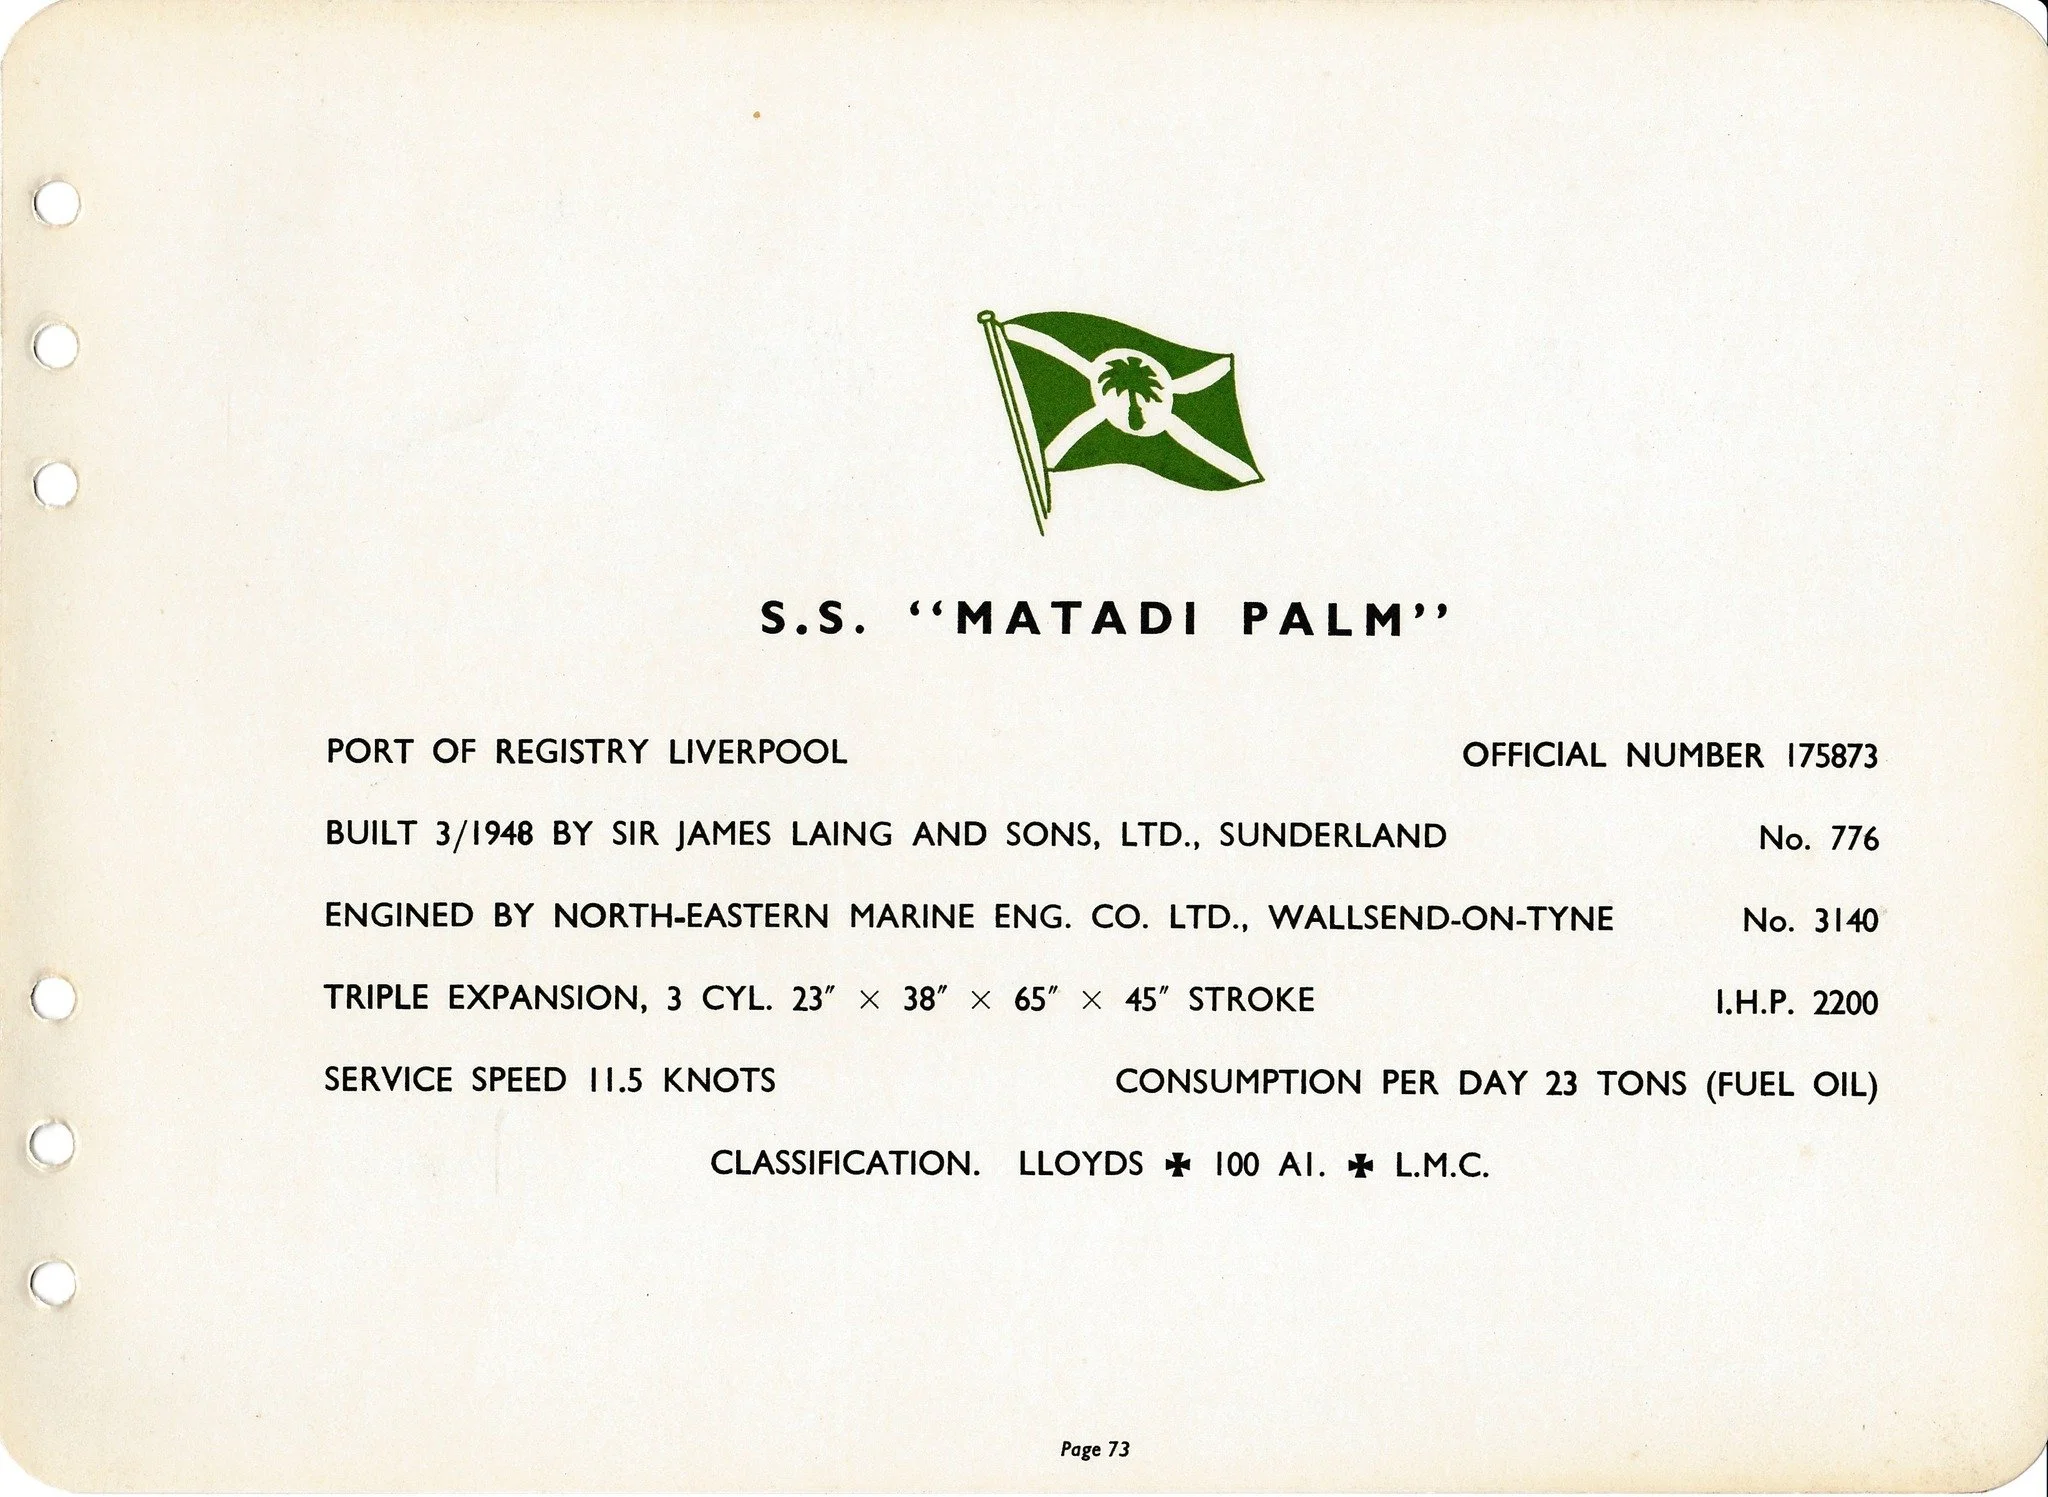 S.S. “MATADI PALM”
PORT OF REGISTRY LIVERPOOL OFFICIAL NUMBER 175873
BUILT 3/1948 BY SIR JAMES LAING AND SONS, LTD., SUNDERLAND No. 776
ENGINED BY NORTH-EASTERN MARINE ENG. CO. LTD., WALLSEND-ON-TYNE No. 3140
TRIPLE EXPANSION, 3 CYL. 23″ × 38″ × 65″ × 45″ STROKE I.H.P. 2200
SERVICE SPEED 11.5 KNOTS CONSUMPTION PER DAY 23 TONS (FUEL OIL)
CLASSIFICATION. LLOYDS ✠ 100 A1. ✠ L.M.C.
Page 73